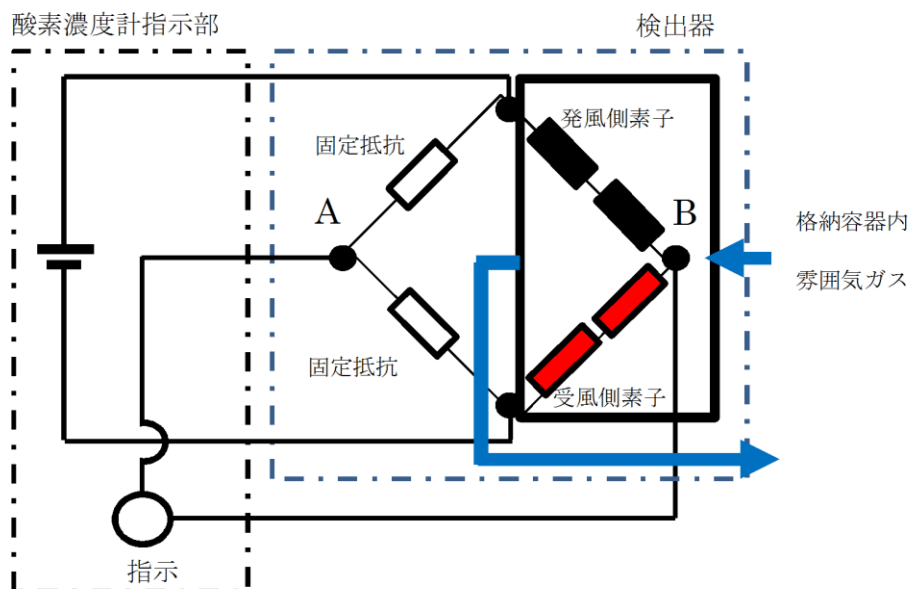 酸素濃度計指示部
検出器
発風側素子
固定抵抗
A
B
格納容器内
雰囲気ガス
固定抵抗
受風側素子
指示